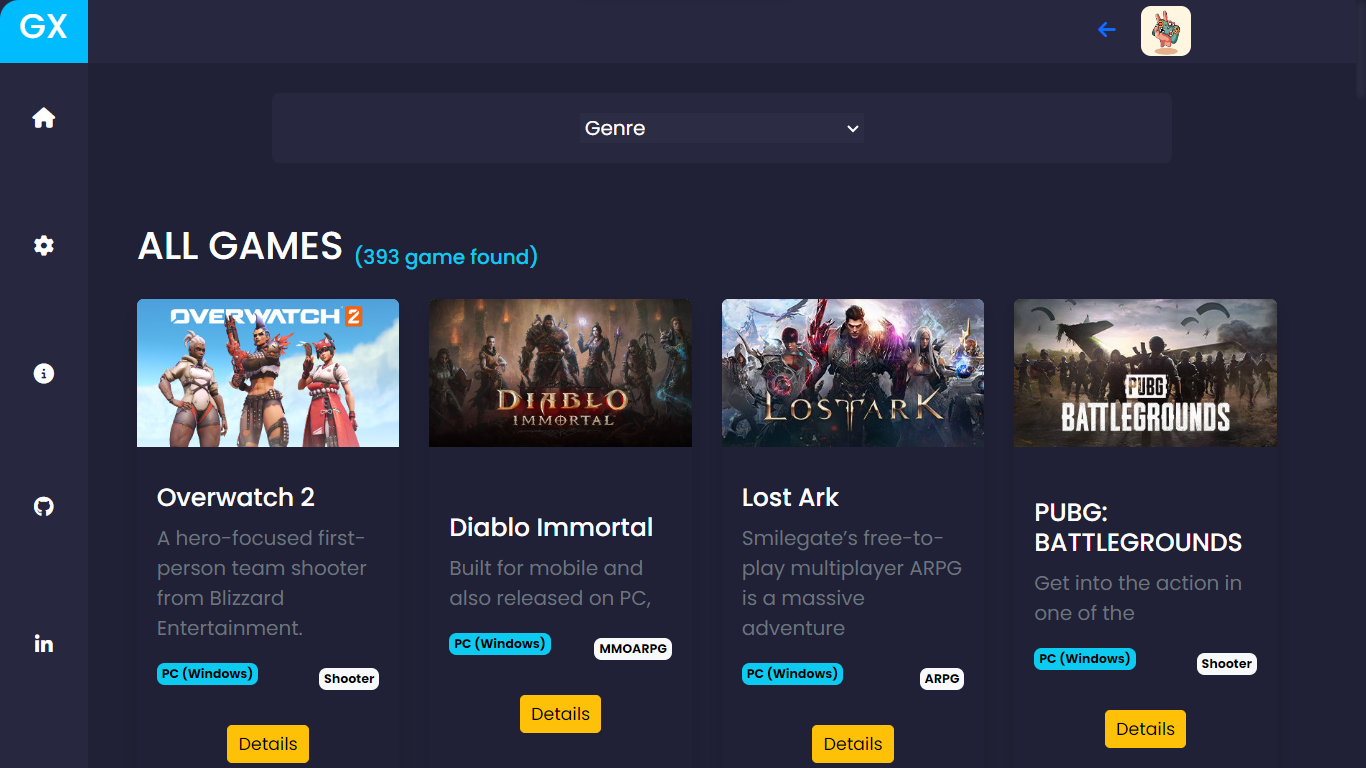 GX
Genre
ALL GAMES (393 game found)
OVERWATCH 2
DIABLO
IMMORTAL
LOST ARK
PUBG
BATTLEGROUNDS
Overwatch 2
A hero-focused first-
person team shooter
from Blizzard
Entertainment.
PC (Windows)
Shooter
Details
Diablo Immortal
Built for mobile and
also released on PC,
PC (Windows)
MMOARPG
Details
Lost Ark
Smilegate’s free-to-
play multiplayer ARPG
is a massive
adventure
PC (Windows)
ARPG
Details
PUBG:
BATTLEGROUNDS
Get into the action in
one of the
PC (Windows)
Shooter
Details